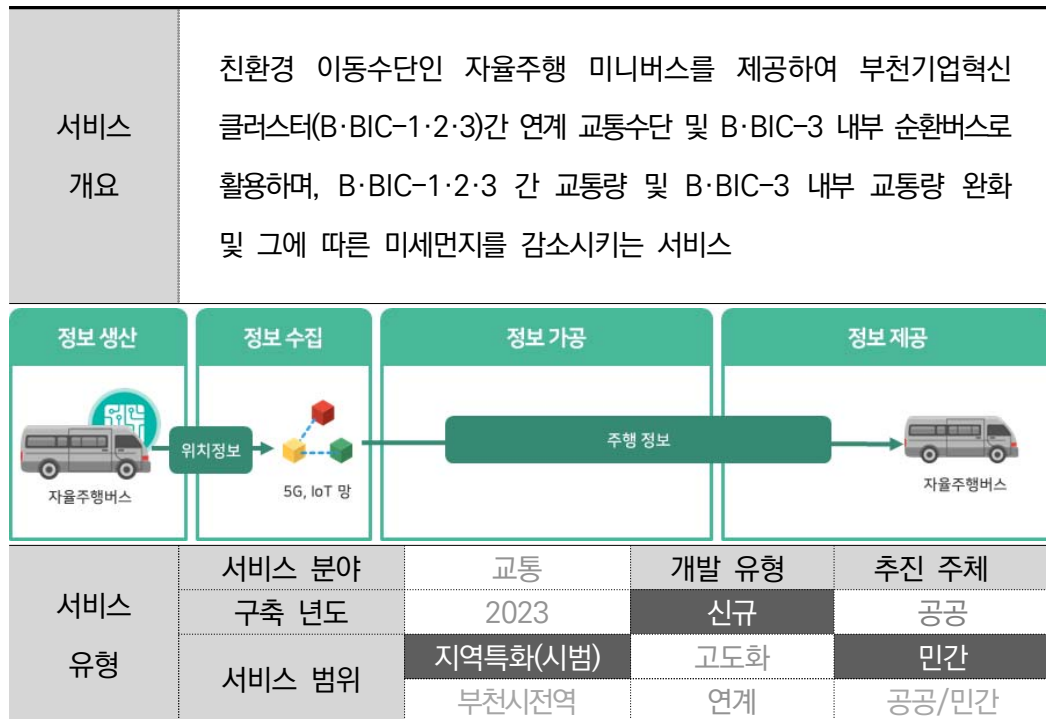 서비스
개요
친환경 이동수단인 자율주행 미니버스를 제공하여 부천기업혁신
클러스터(B·BIC-1·2·3)간 연계 교통수단 및 B·BIC-3 내부 순환버스로
활용하며, B·BIC-1·2·3 간 교통량 및 B·BIC-3 내부 교통량 완화
및 그에 따른 미세먼지를 감소시키는 서비스
정보 생산 정보 수집 정보 가공 정보 제공
위치정보 주행 정보
자율주행버스 5G, IoT 망 자율주행버스
서비스
유형
서비스 분야 교통 개발 유형 추진 주체
구축 년도 2023 신규 공공
서비스 범위 지역특화(시범) 고도화 민간
부천시전역 연계 공공/민간